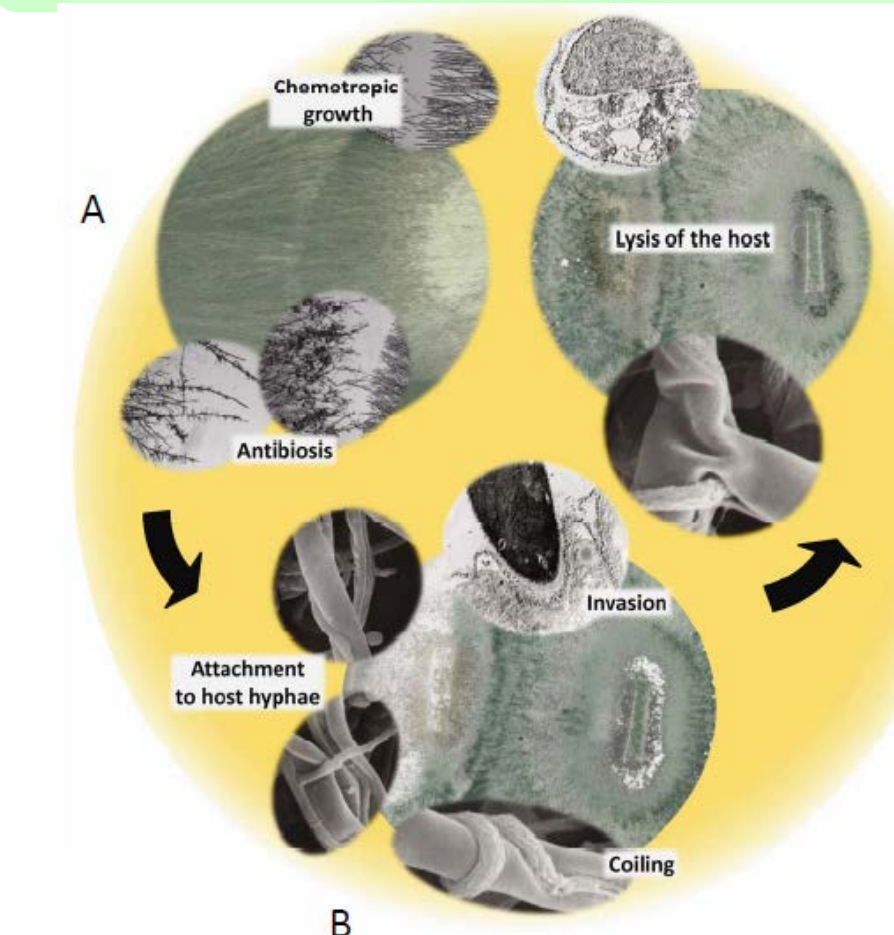 Chemotropic
growth
A
Lysis of the host
Antibiosis
Invasion
Attachment
to host hyphae
Coiling
B